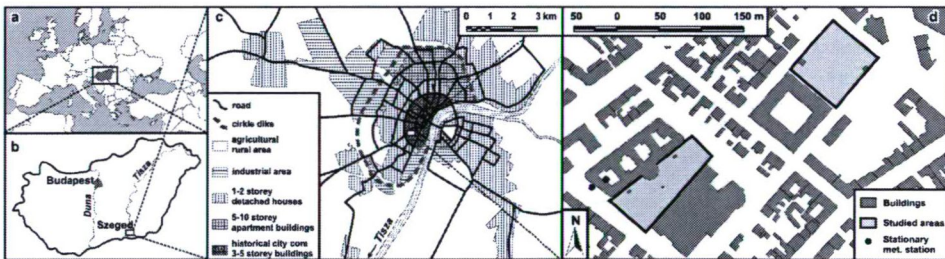 a
b
Budapest
Duna
Tisza
Szeged
c
0 1 2 3 km
road
cirkle dike
agricultural
rural area
industrial area
1-2 storey
detached houses
5-10 storey
apartment buildings
historical city core
3-5 storey buildings
Tisza
N
50 0 50 100 150 m
d
Buildings
Studied areas
Stationary
met. station